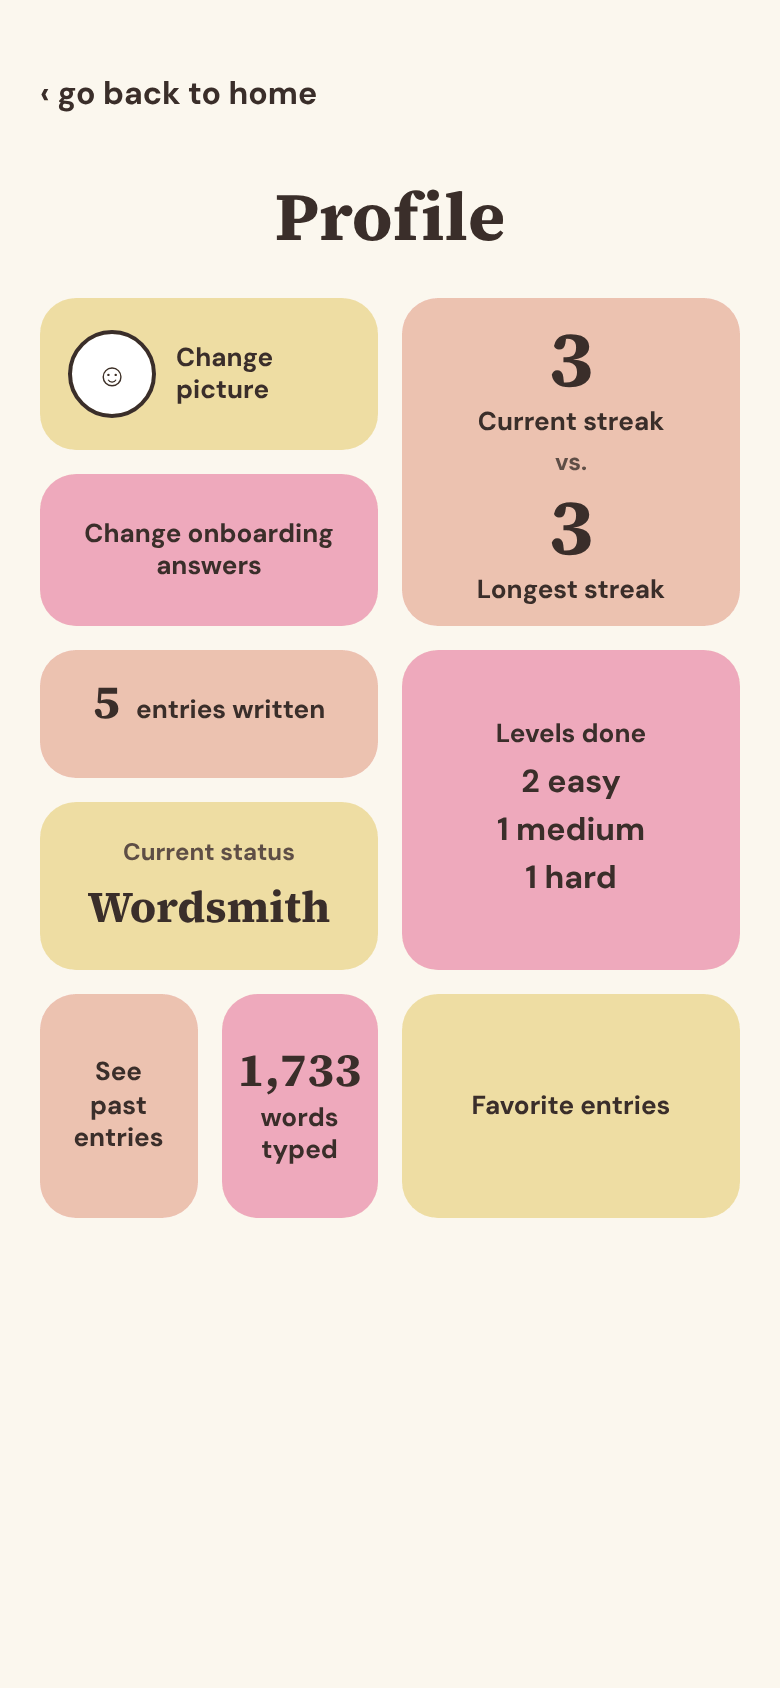 ‹ go back to home
Profile
Change
picture
3
Current streak
vs.
3
Longest streak
Change onboarding
answers
5 entries written
Levels done
2 easy
1 medium
1 hard
Current status
Wordsmith
See
past
entries
1,733
words
typed
Favorite entries